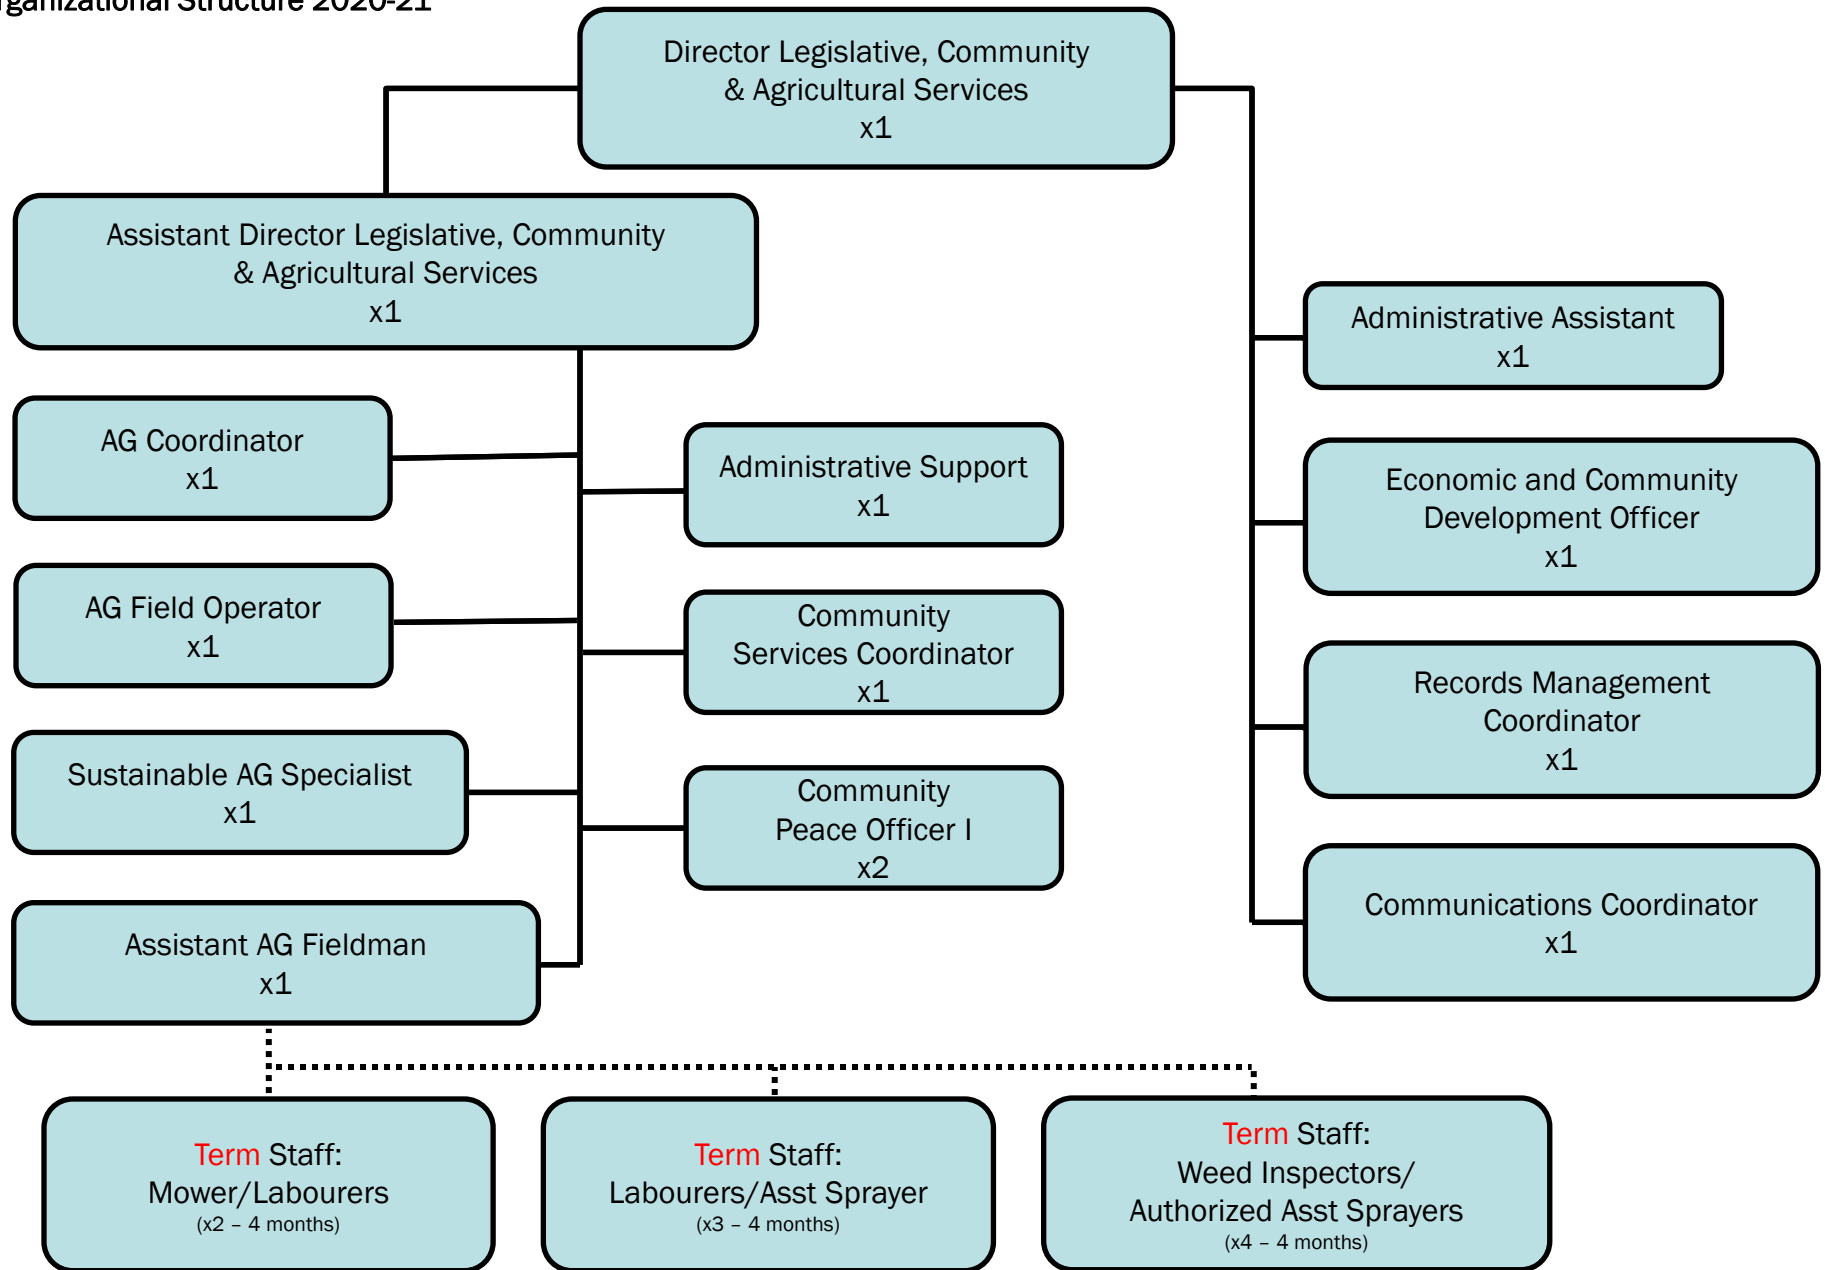 Structure 2020-21
Director Legislative, Community
& Agricultural Services
x1
Assistant Director Legislative, Community
& Agricultural Services
x1
Administrative Assistant
x1
AG Coordinator
x1
Administrative Support
x1
Economic and Community
Development Officer
x1
AG Field Operator
x1
Community
Services Coordinator
x1
Records Management
Coordinator
x1
Sustainable AG Specialist
x1
Community
Peace Officer I
x2
Communications Coordinator
x1
Assistant AG Fieldman
x1
Term Staff:
Mower/Labourers
(x2 – 4 months)
Term Staff:
Labourers/Asst Sprayer
(x3 – 4 months)
Term Staff:
Weed Inspectors/
Authorized Asst Sprayers
(x4 – 4 months)